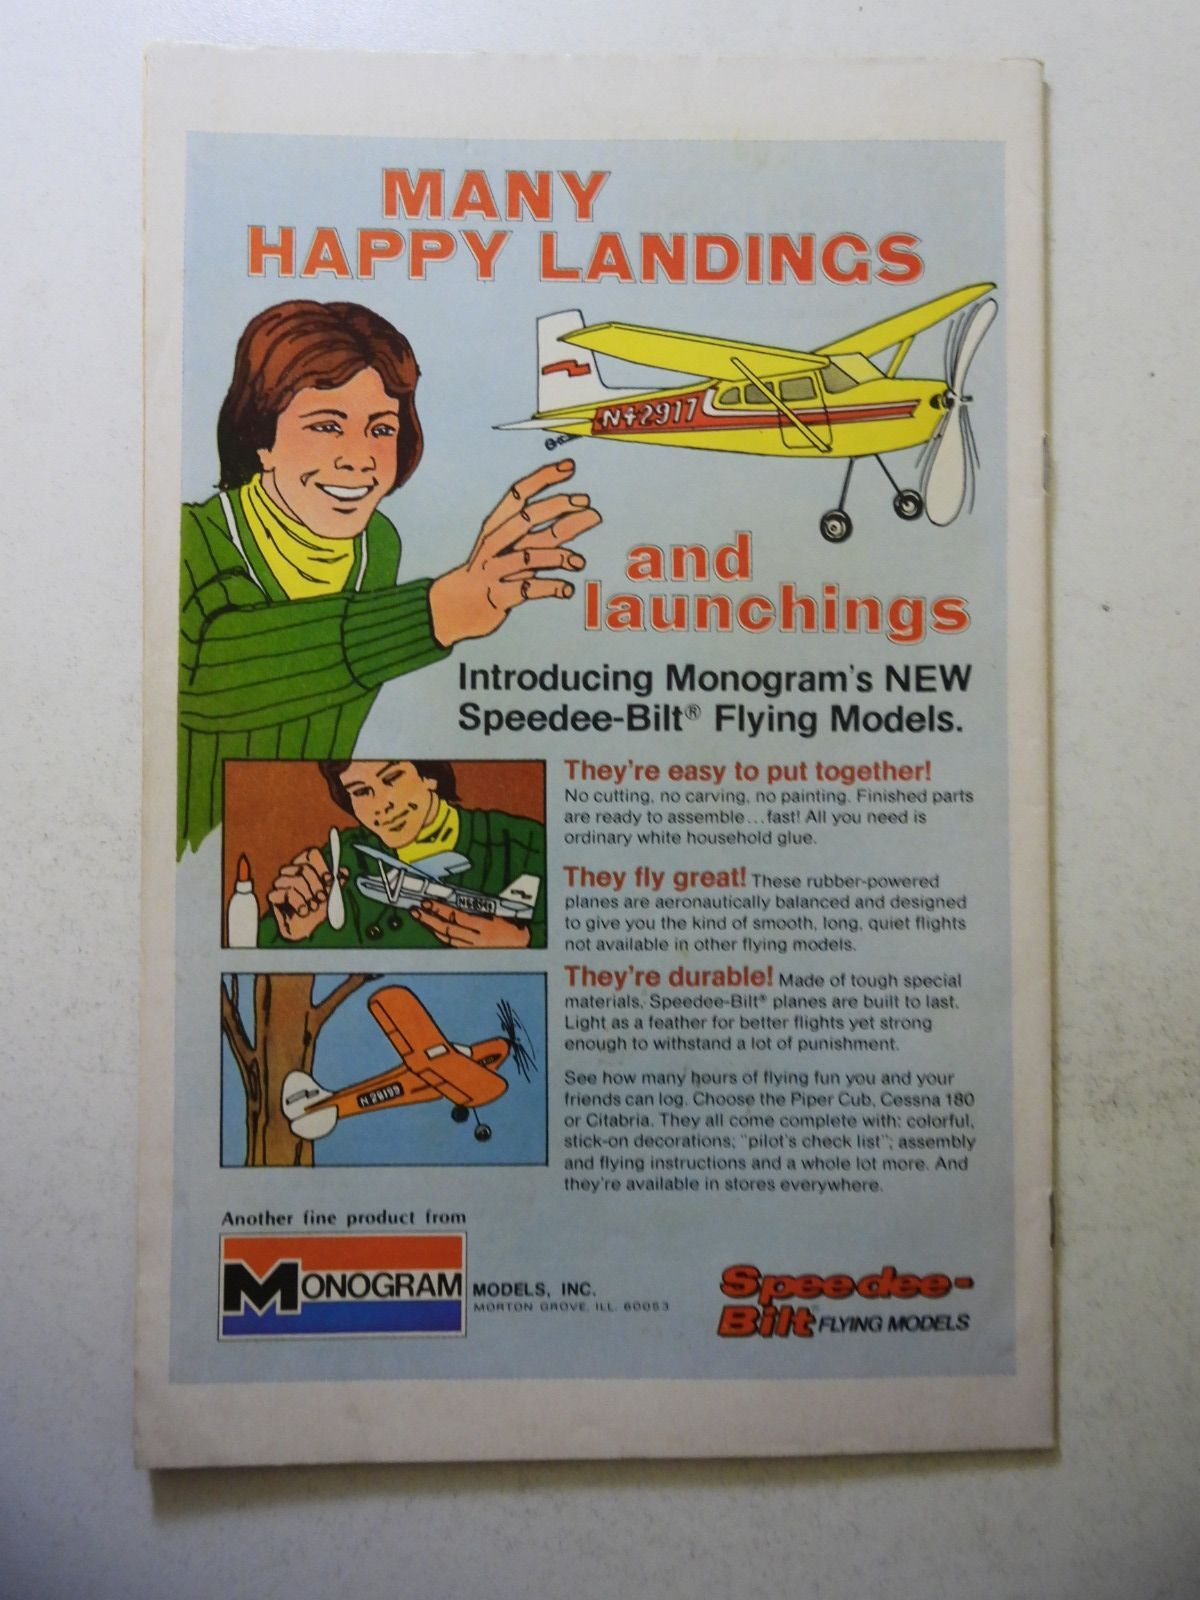 MANY
HAPPY LANDINGS
N42917
and
launchings
Introducing Monogram's NEW
Speedee-Bilt® Flying Models.
They're easy to put together!
No cutting, no carving, no painting. Finished parts
are ready to assemble...fast! All you need is
ordinary white household glue.
They fly great! These rubber-powered
planes are aeronautically balanced and designed
to give you the kind of smooth, long, quiet flights
not available in other flying models.
They're durable! Made of tough special
materials, Speedee-Bilt® planes are built to last.
Light as a feather for better flights yet strong
enough to withstand a lot of punishment.
N28199
See how many hours of flying fun you and your
friends can log. Choose the Piper Cub, Cessna 180
or Citabria. They all come complete with: colorful,
stick-on decorations; "pilot's check list"; assembly
and flying instructions and a whole lot more. And
they're available in stores everywhere.
Another fine product from
MONOGRAM MODELS, INC.
MORTON GROVE, ILL. 60053
Speedee-
Bilt® FLYING MODELS